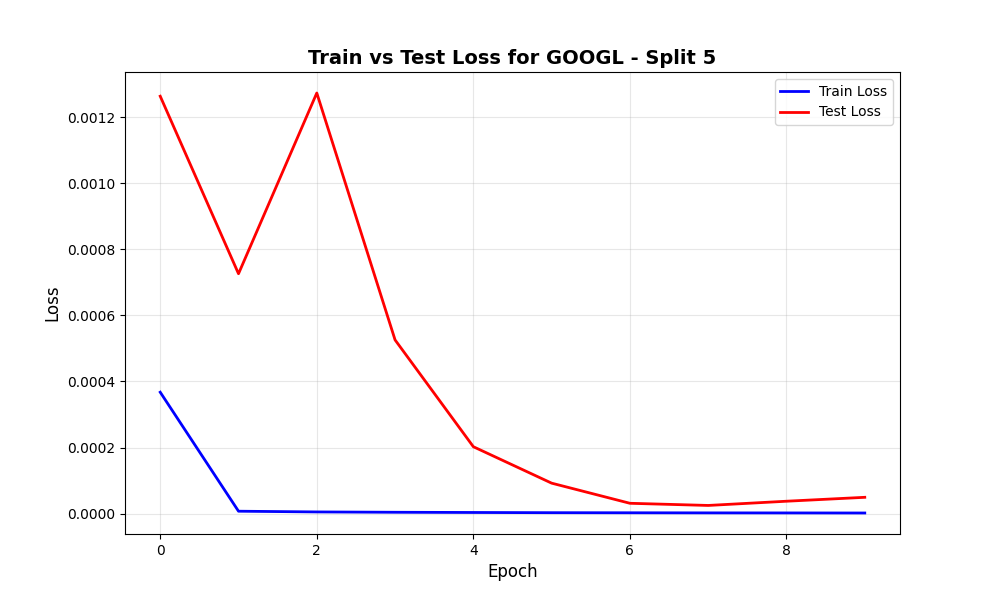 Train vs Test Loss for GOOGL - Split 5
Train Loss
Test Loss
0.0012
0.0010
0.0008
0.0006
0.0004
0.0002
0.0000
Loss
0 2 4 6 8
Epoch